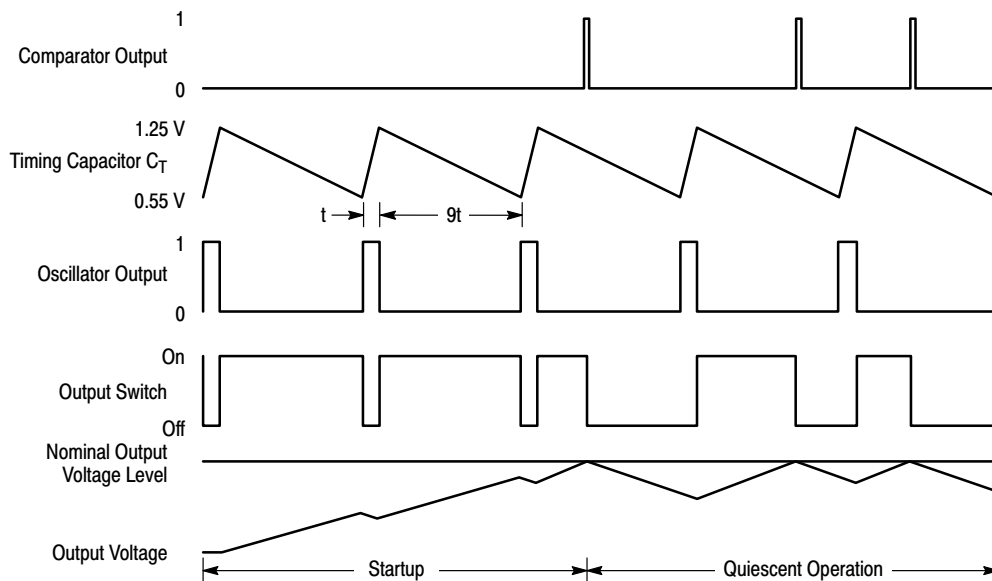 1
Comparator Output
0
1.25 V
Timing Capacitor CT
0.55 V
t
9t
1
Oscillator Output
0
On
Output Switch
Off
Nominal Output
Voltage Level
Output Voltage
Startup
Quiescent Operation